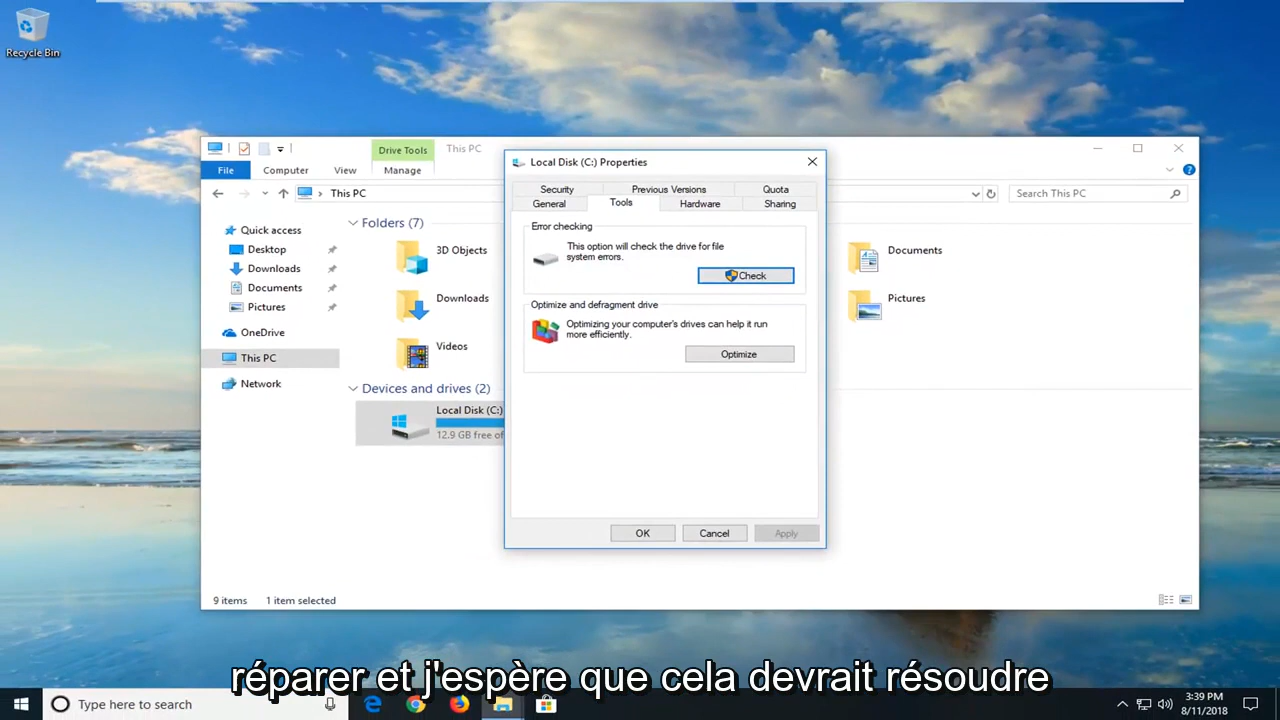 Recycle Bin
Drive Tools
This PC
File
Computer
View
Manage
This PC
Search This PC
Quick access
Desktop
Downloads
Documents
Pictures
OneDrive
This PC
Network
Folders (7)
3D Objects
Downloads
Videos
Documents
Pictures
Devices and drives (2)
Local Disk (C:)
12.9 GB free of
9 items
1 item selected
Local Disk (C:) Properties
Security
Previous Versions
Quota
General
Tools
Hardware
Sharing
Error checking
This option will check the drive for file
system errors.
Check
Optimize and defragment drive
Optimizing your computer's drives can help it run
more efficiently.
Optimize
OK
Cancel
Apply
réparer et j'espère que cela devrait résoudre
Type here to search
3:39 PM
8/11/2018